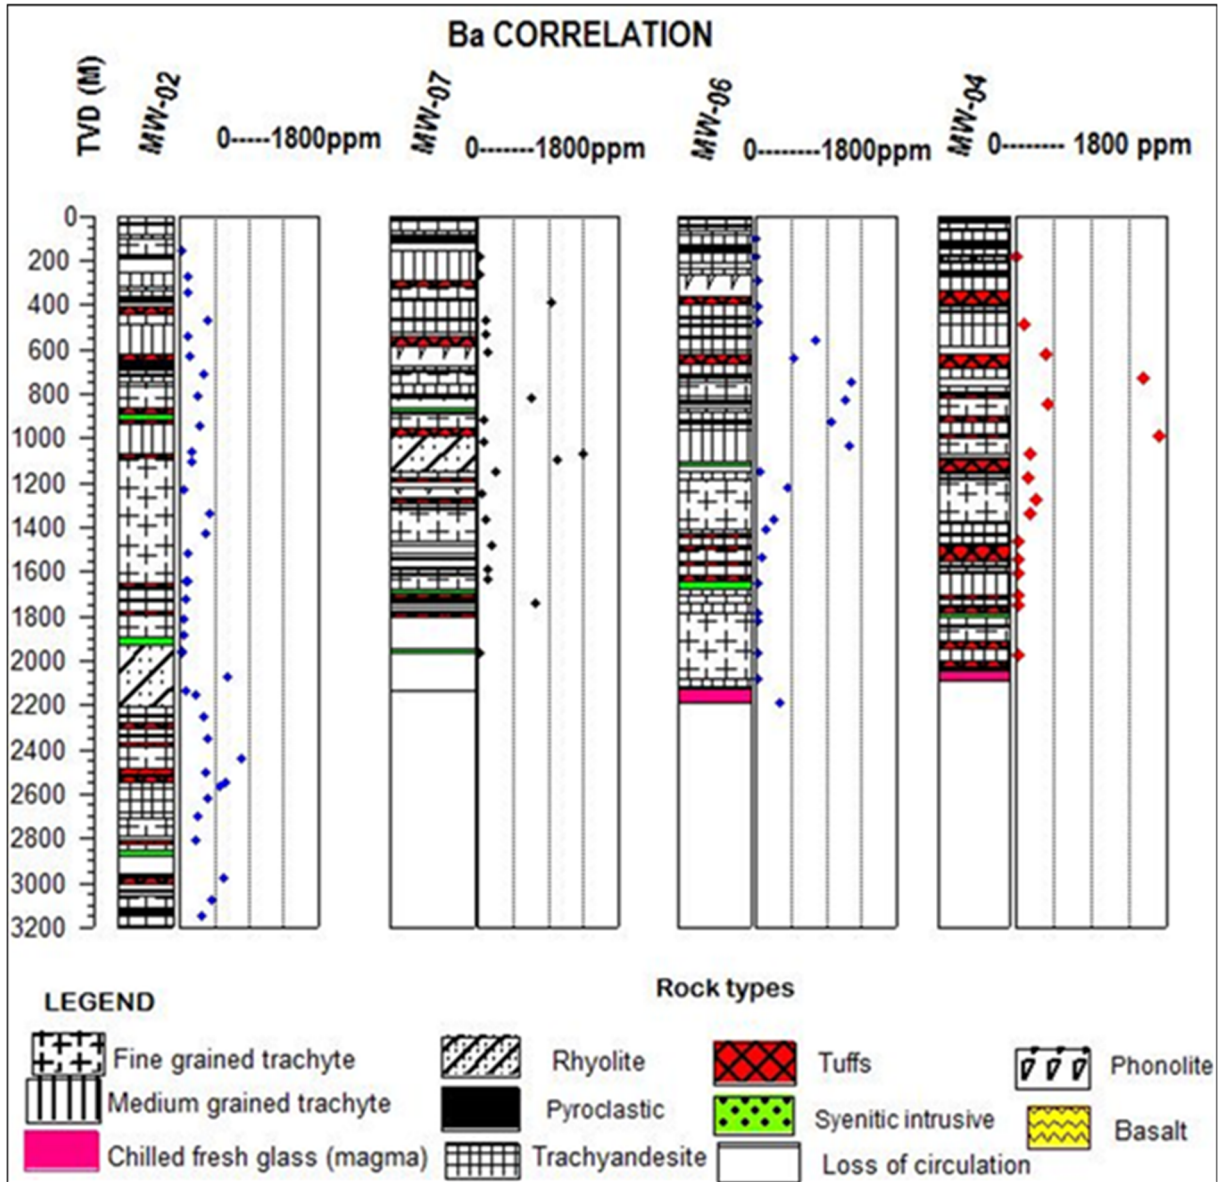 Ba CORRELATION
TVD (M)
MW-02
0-----1800ppm
MW-07
0-------1800ppm
MW-06
0--------1800ppm
MW-04
0-------- 1800 ppm
0
200
400
600
800
1000
1200
1400
1600
1800
2000
2200
2400
2600
2800
3000
3200
LEGEND
Rock types
Fine grained trachyte
Rhyolite
Tuffs
Phonolite
Medium grained trachyte
Pyroclastic
Syenitic intrusive
Basalt
Chilled fresh glass (magma)
Trachyandesite
Loss of circulation